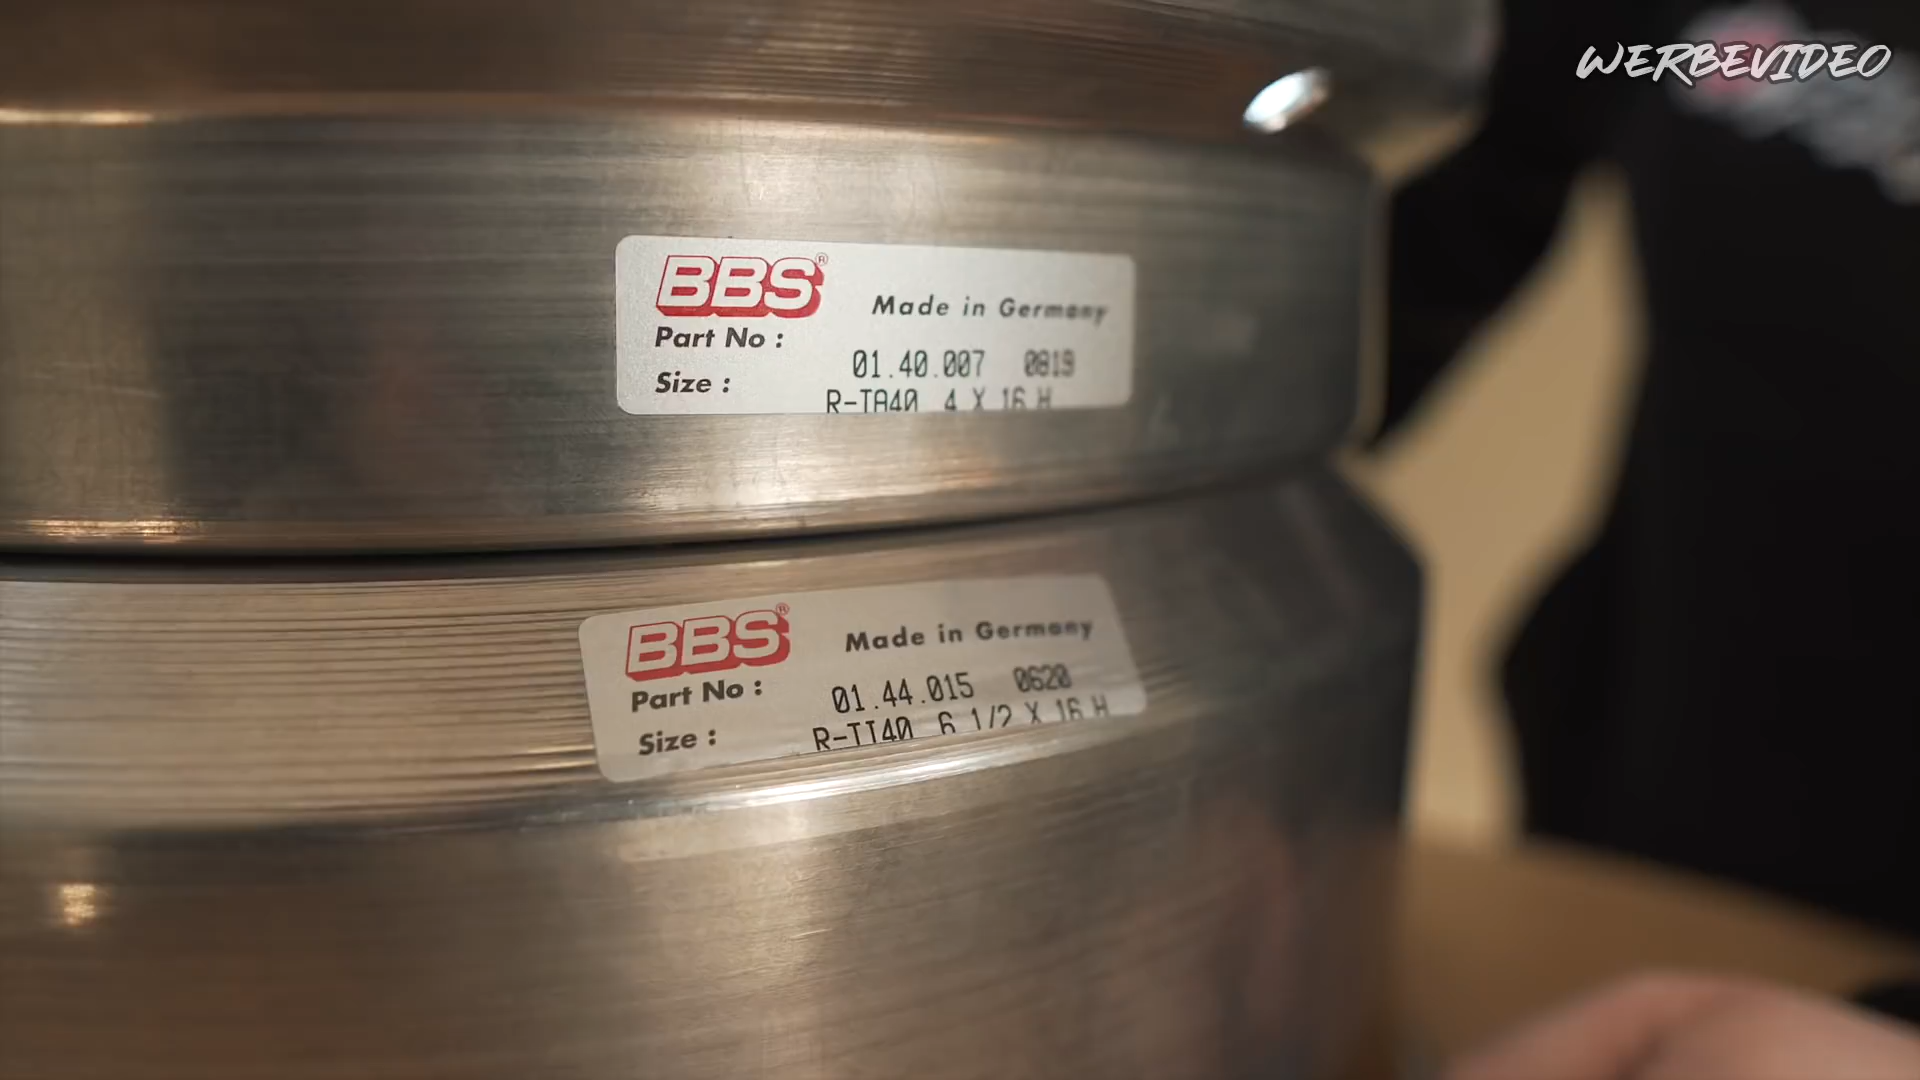 WERBEVIDEO
BBS®
Made in Germany
Part No :
01.40.007 0819
Size :
R-TA40 4 X 16 H
BBS®
Made in Germany
Part No :
01.44.015 0620
Size :
R-TI40 6 1/2 X 16 H